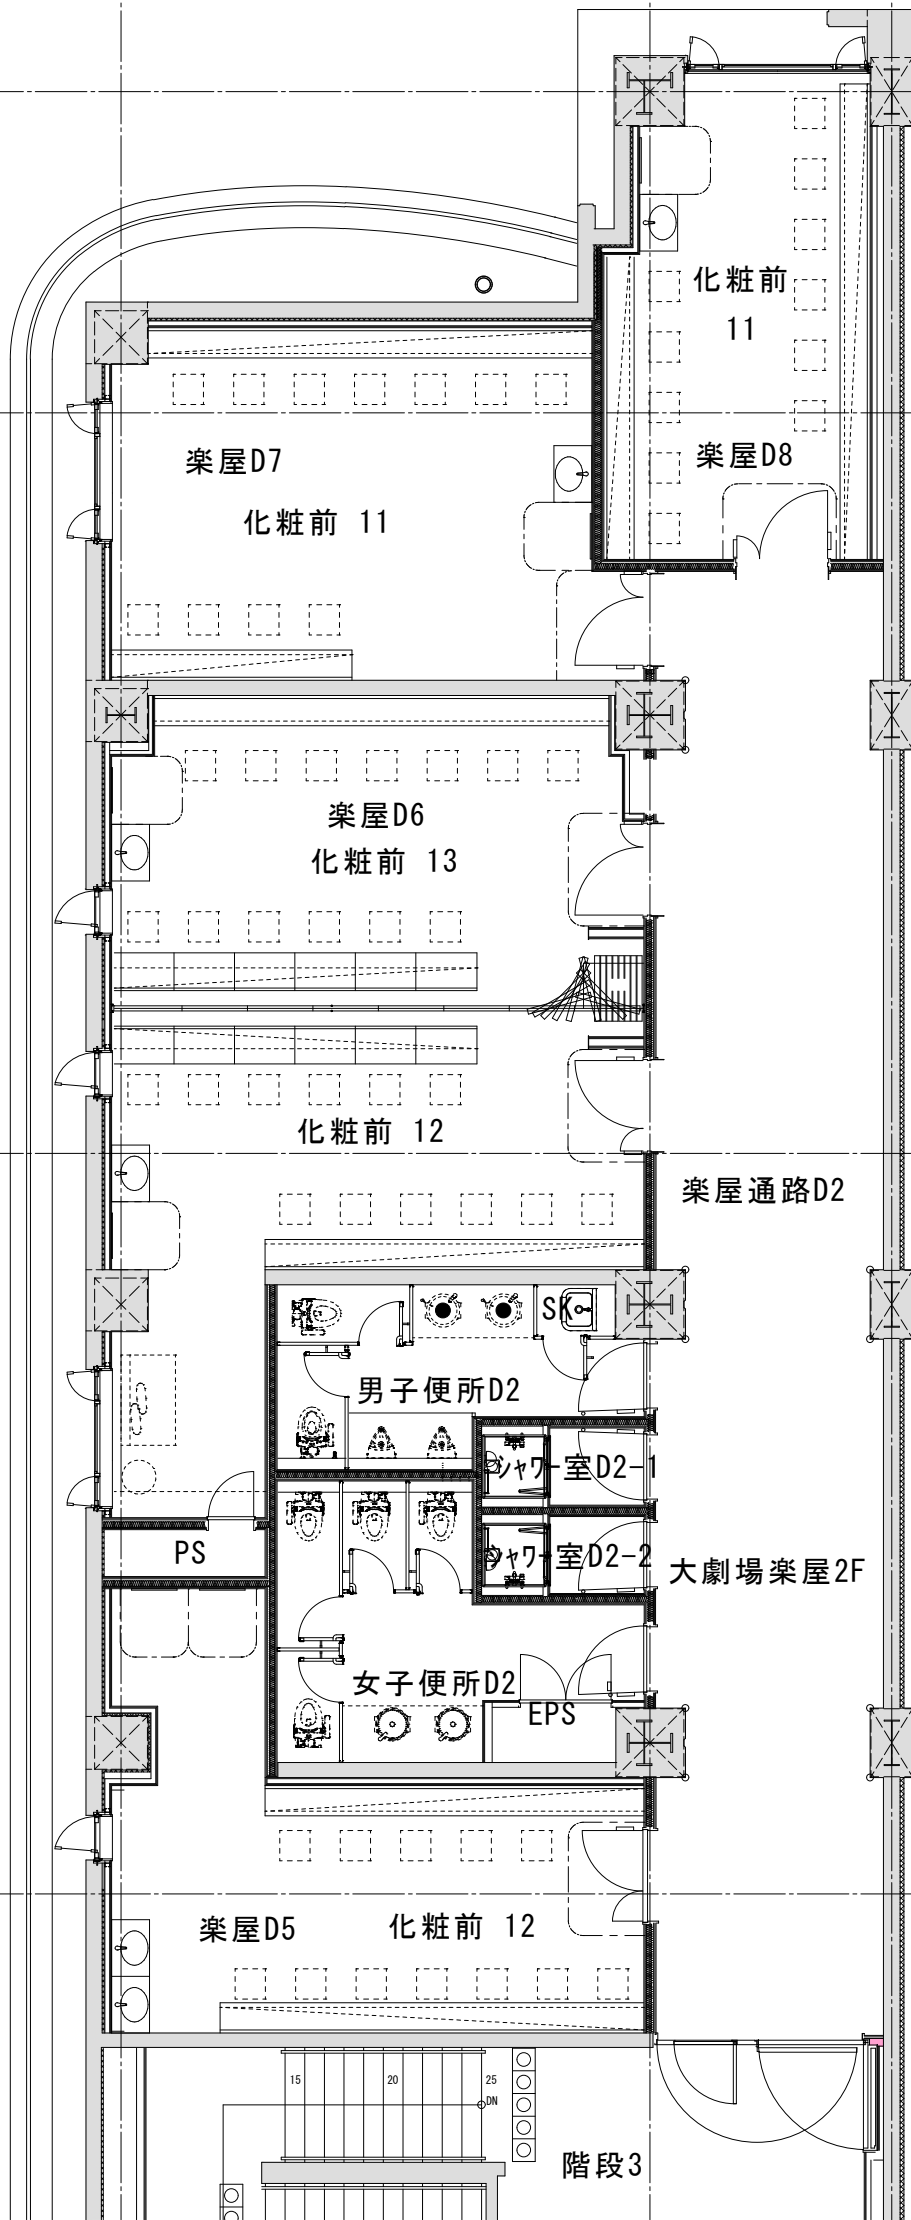 化粧前
11
楽屋D8
楽屋D7
化粧前 11
楽屋D6
化粧前 13
化粧前 12
楽屋通路D2
SK
男子便所D2
シャワー室D2-1
PS
シャワー室D2-2
大劇場楽屋2F
女子便所D2
EPS
楽屋D5
化粧前 12
15
20
25
DN
階段3